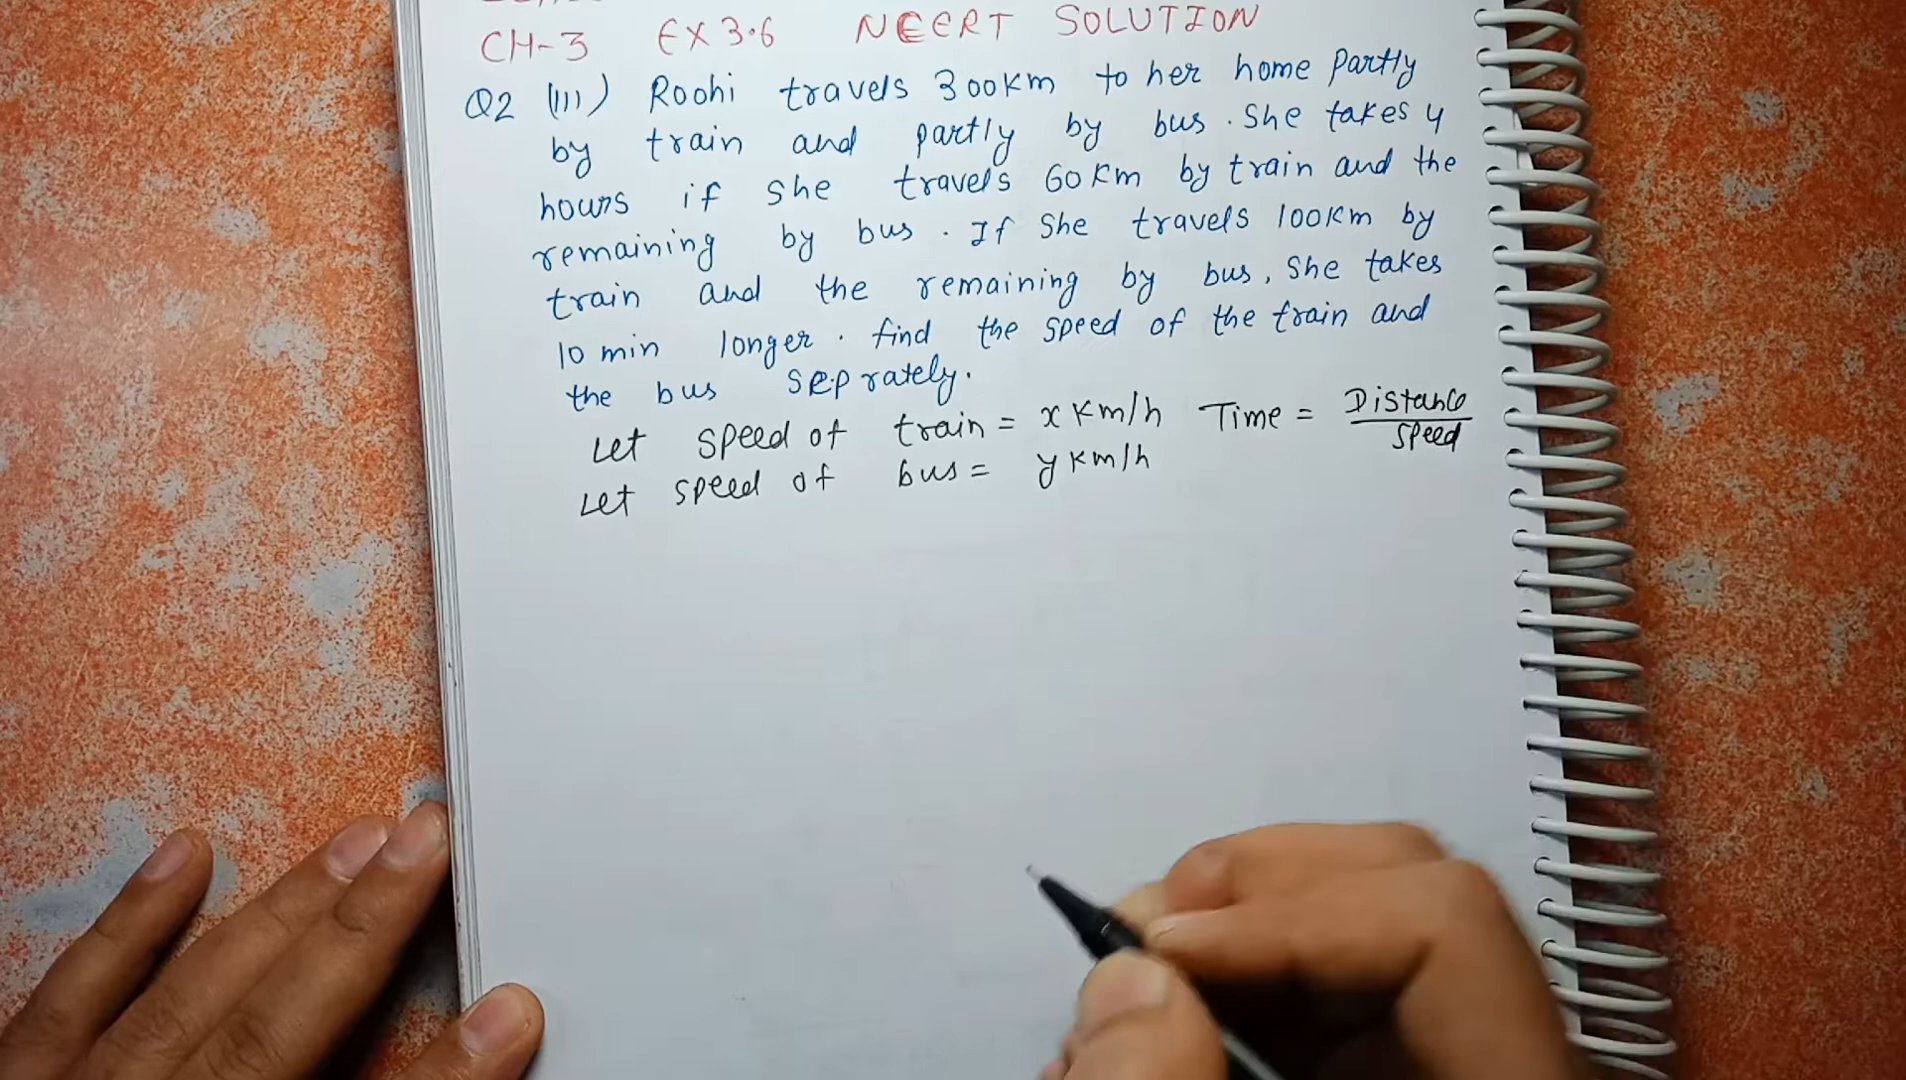 CH-3 EX 3.6 NCERT SOLUTION
Q2 (111) Roohi travels 300km to her home Partly
by train and partly by bus. She takes 4
hours if she travels 60km by train and the
remaining by bus. If She travels 100km by
train and the remaining by bus, She takes
10 min longer. find the speed of the train and
the bus seprately.
Let speed of train = x km/h Time = Distance/Speed
Let speed of bus = y km/h